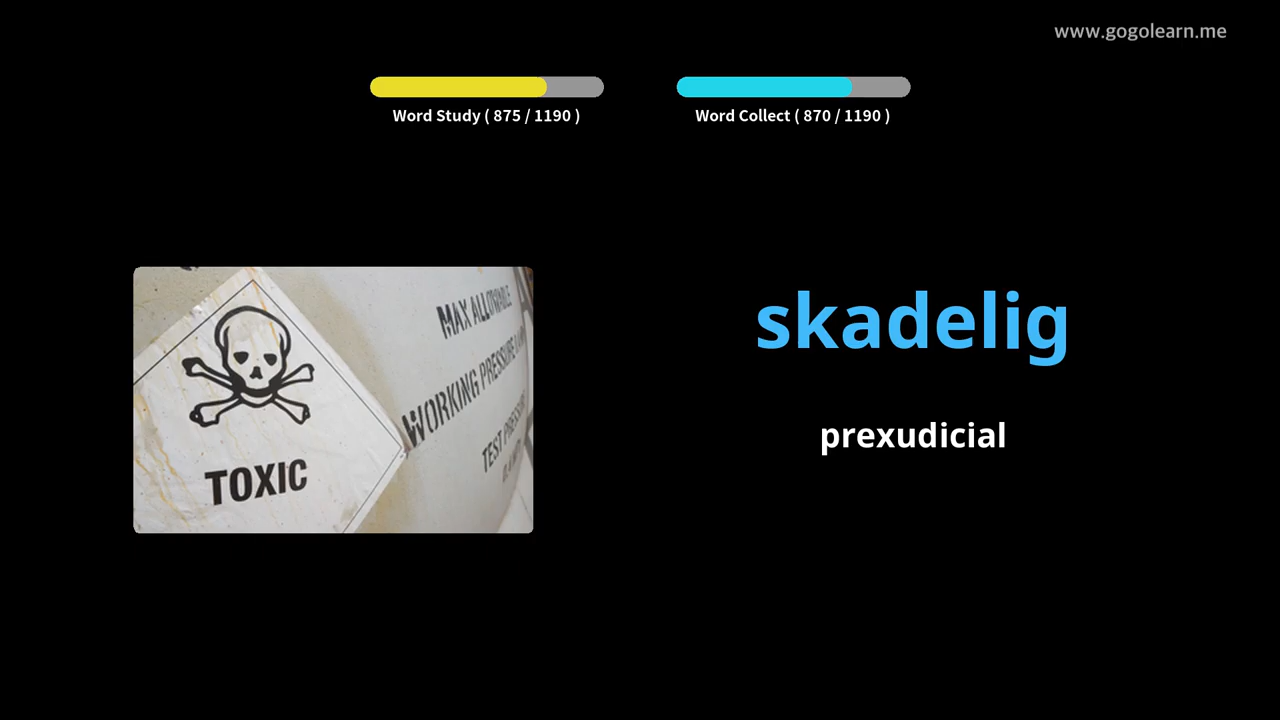 www.gogolearn.me
Word Study ( 875 / 1190 )
Word Collect ( 870 / 1190 )
MAX ALLOWABLE
WORKING PRESSURE
TEST PRESSURE
TOXIC
skadelig
prexudicial